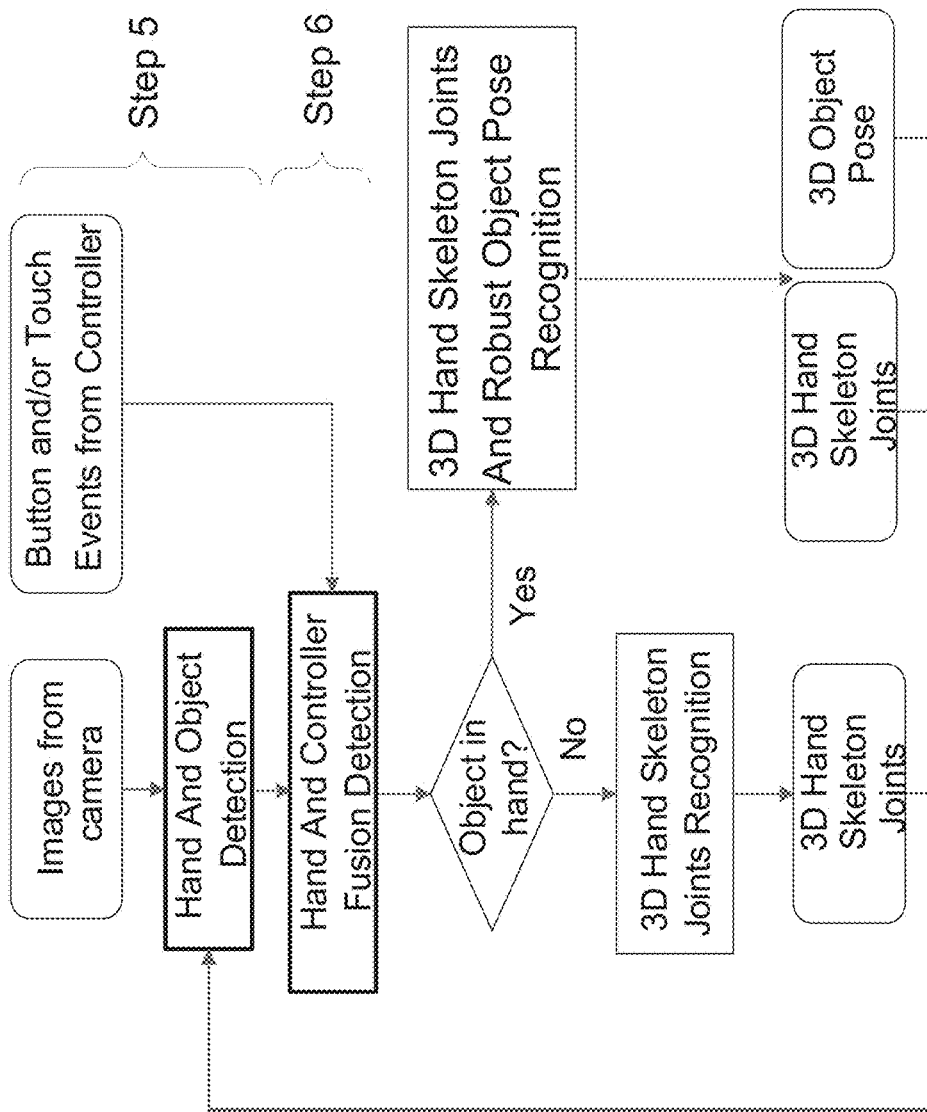 Images from
camera
Button and/or Touch
Events from Controller
Step 5
Hand And Object
Detection
Hand And Controller
Fusion Detection
Step 6
Object in
hand?
Yes
No
3D Hand Skeleton Joints
And Robust Object Pose
Recognition
3D Hand Skeleton
Joints Recognition
3D Hand
Skeleton
Joints
3D Hand
Skeleton
Joints
3D Object
Pose